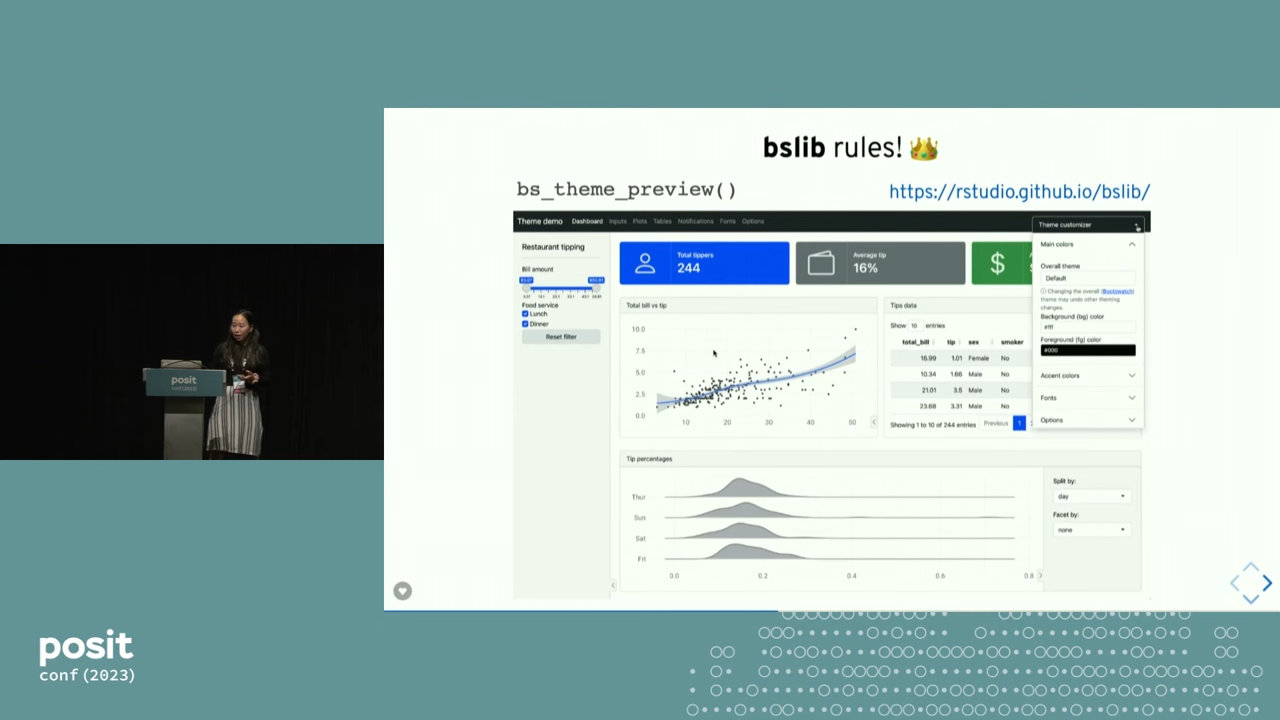 bslib rules!
bs_theme_preview()
https://rstudio.github.io/bslib/
Theme demo Dashboard Inputs Plots Tables Notifications Fonts Options
Theme customizer
Main colors
Overall theme
Default
Changing the overall (Bootswatch)
theme may undo other theming
changes.
Background (bg) color
#fff
Foreground (fg) color
#000
Accent colors
Fonts
Options
Restaurant tipping
Bill amount
Food service
Lunch
Dinner
Reset filter
Total tippers
244
Average tip
16%
$
Total bill vs tip
10.0
7.5
5.0
2.5
0.0
10 20 30 40 50
Tips data
Show 10 entries
total_bill tip sex smoker
16.99 1.01 Female No
10.34 1.66 Male No
21.01 3.5 Male No
23.68 3.31 Male No
Showing 1 to 10 of 244 entries Previous 1
Tip percentages
Thur
Sun
Sat
Fri
0.0 0.2 0.4 0.6 0.8
Split by:
day
Facet by:
none
posit
posit
conf(2023)